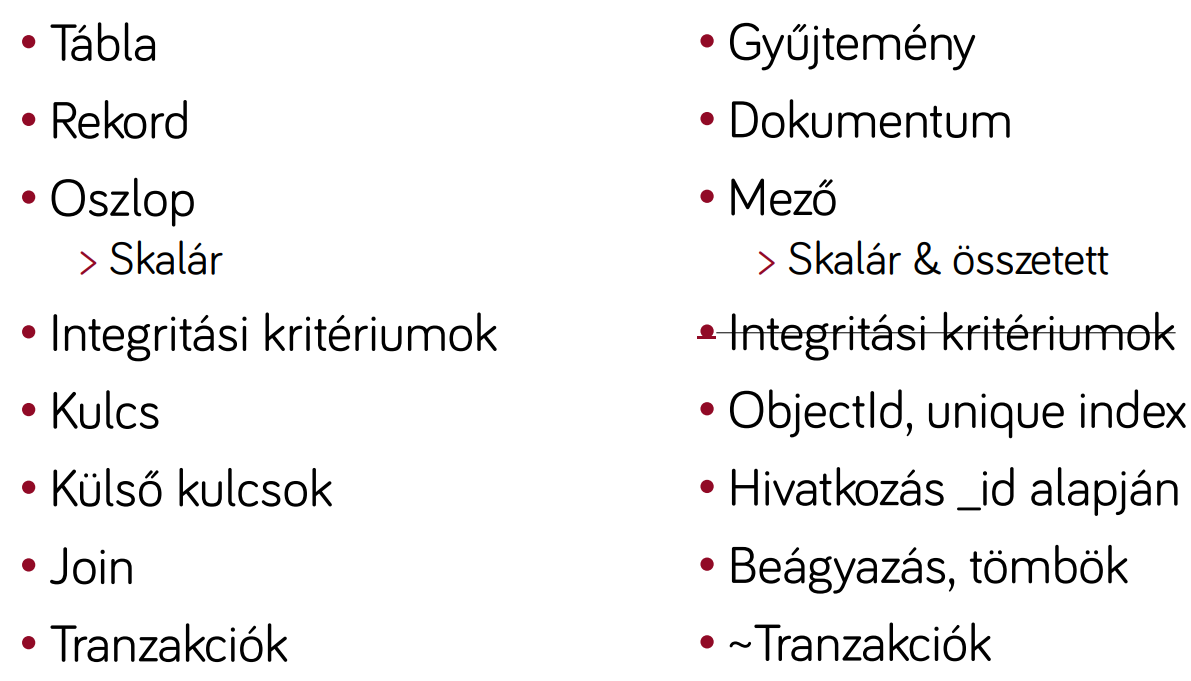 • Tábla
• Rekord
• Oszlop
> Skalár
• Integritási kritériumok
• Kulcs
• Külső kulcsok
• Join
• Tranzakciók
• Gyűjtemény
• Dokumentum
• Mező
> Skalár & összetett
• Integritási kritériumok
• ObjectId, unique index
• Hivatkozás _id alapján
• Beágyazás, tömbök
• ~Tranzakciók